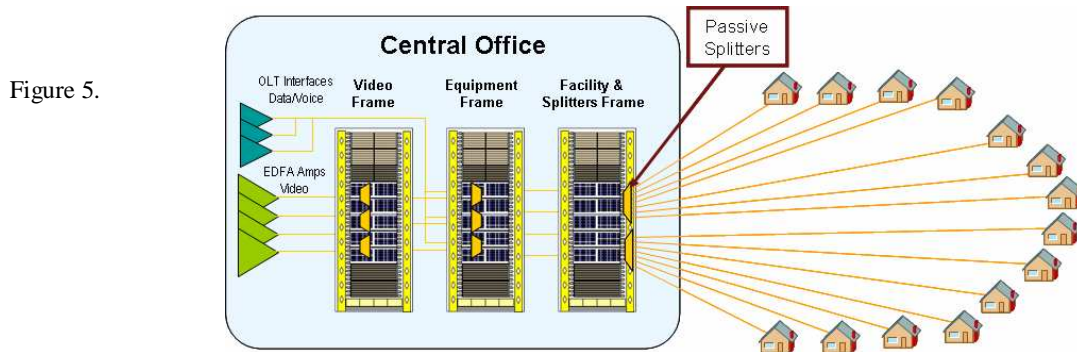 Figure 5.
Passive
Splitters
Central Office
OLT Interfaces
Data/Voice
Video
Frame
Equipment
Frame
Facility &
Splitters Frame
EDFA Amps
Video